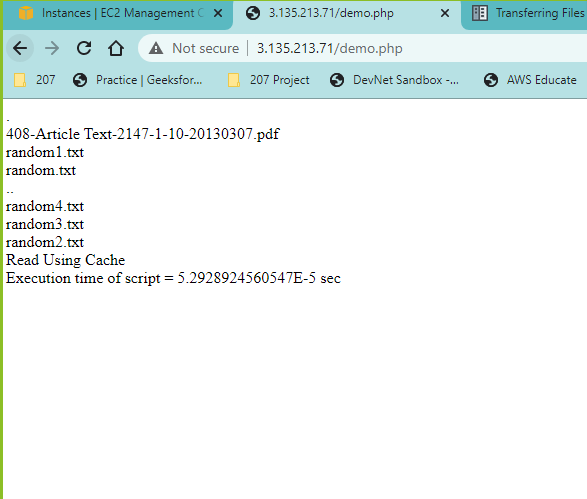 Instances | EC2 Management C
3.135.213.71/demo.php
Transferring Files
Not secure | 3.135.213.71/demo.php
207
Practice | Geeksfor...
207 Project
DevNet Sandbox -...
AWS Educate
.
408-Article Text-2147-1-10-20130307.pdf
random1.txt
random.txt
..
random4.txt
random3.txt
random2.txt
Read Using Cache
Execution time of script = 5.2928924560547E-5 sec